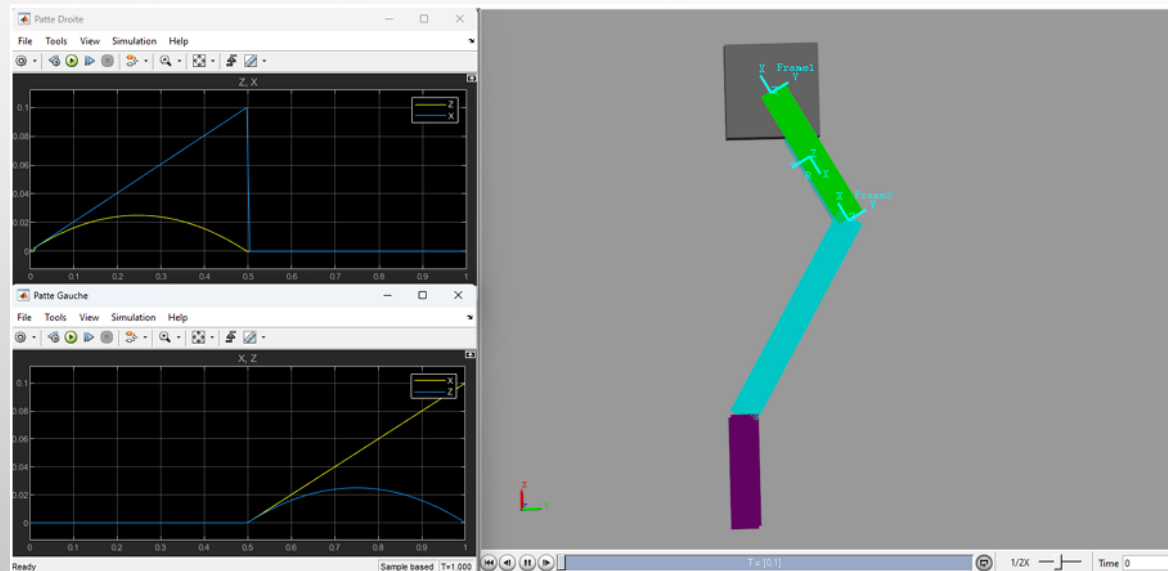 Patte Droite
File Tools View Simulation Help
Z, X
Z
X
0.1
0.08
0.06
0.04
0.02
0
0 0.1 0.2 0.3 0.4 0.5 0.6 0.7 0.8 0.9 1
Patte Gauche
File Tools View Simulation Help
X, Z
X
Z
0.1
0.08
0.06
0.04
0.02
0
0 0.1 0.2 0.3 0.4 0.5 0.6 0.7 0.8 0.9 1
Ready Sample based T=1.000
X Frame1
Y
Z
X
X Frame2
Y
X
Y
T = [0,1] 1/2X Time 0